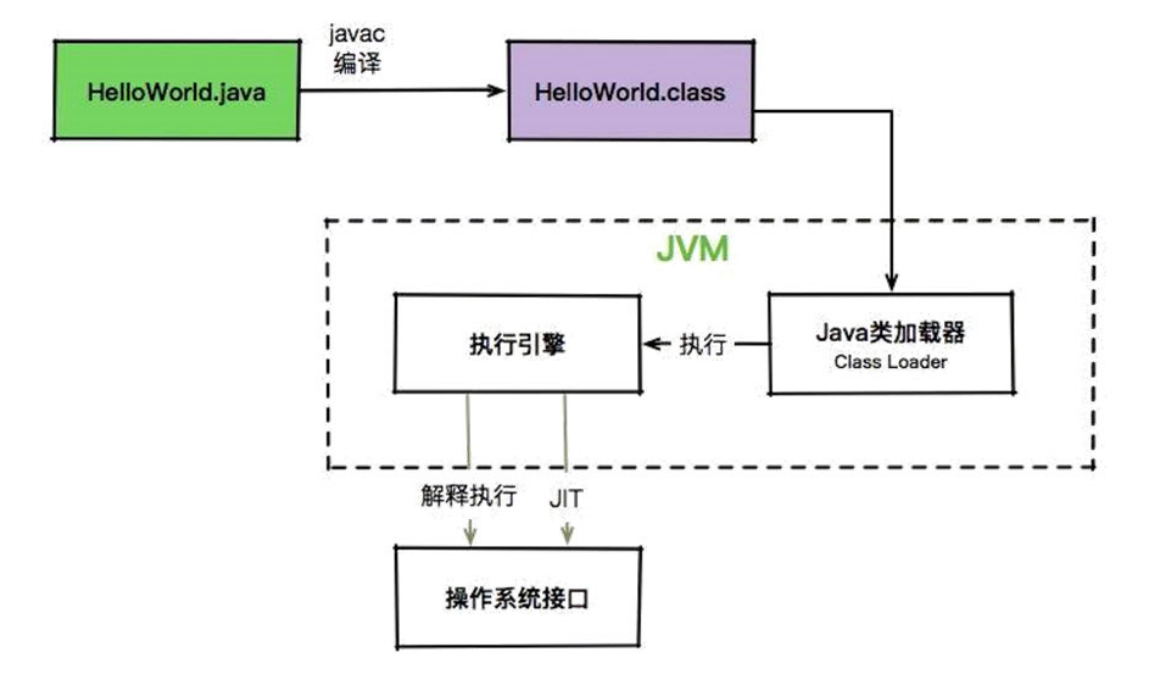 javac
编译
HelloWorld.java
HelloWorld.class
JVM
执行引擎
执行
Java类加载器
Class Loader
解释执行
JIT
操作系统接口